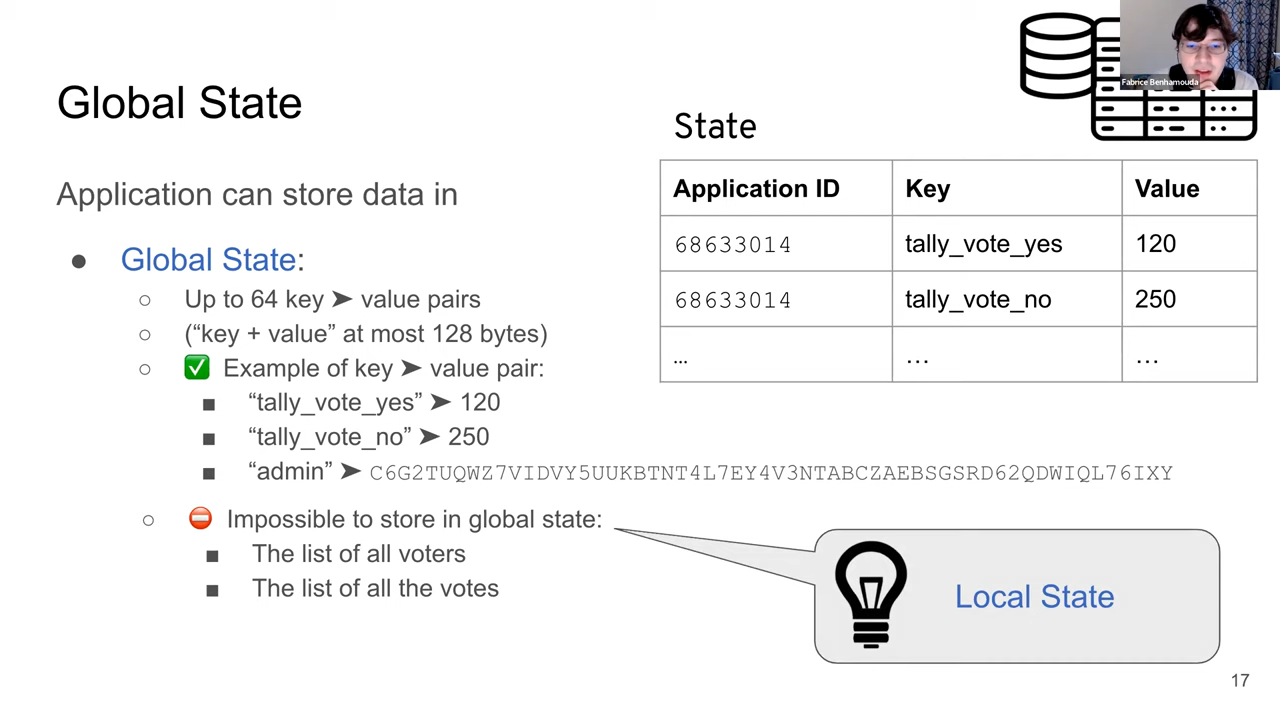 Fabrice Benhamouda
Global State
Application can store data in
● Global State:
○ Up to 64 key ➤ value pairs
○ (“key + value” at most 128 bytes)
○ ✅ Example of key ➤ value pair:
■ “tally_vote_yes” ➤ 120
■ “tally_vote_no” ➤ 250
■ “admin” ➤ C6G2TUQWZ7VIDVY5UUKBTNT4L7EY4V3NTABCZAEBSGSRD62QDWIQL76IXY
○ ⛔ Impossible to store in global state:
■ The list of all voters
■ The list of all the votes
State
Application ID Key Value
68633014 tally_vote_yes 120
68633014 tally_vote_no 250
... … …
Local State
17